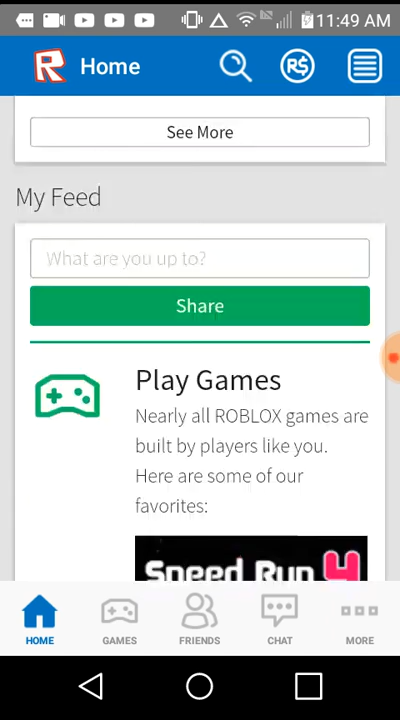 11:49 AM
R Home R$
See More
My Feed
What are you up to?
Share
Play Games
Nearly all ROBLOX games are
built by players like you.
Here are some of our
favorites:
Speed Run 4
HOME GAMES FRIENDS CHAT MORE